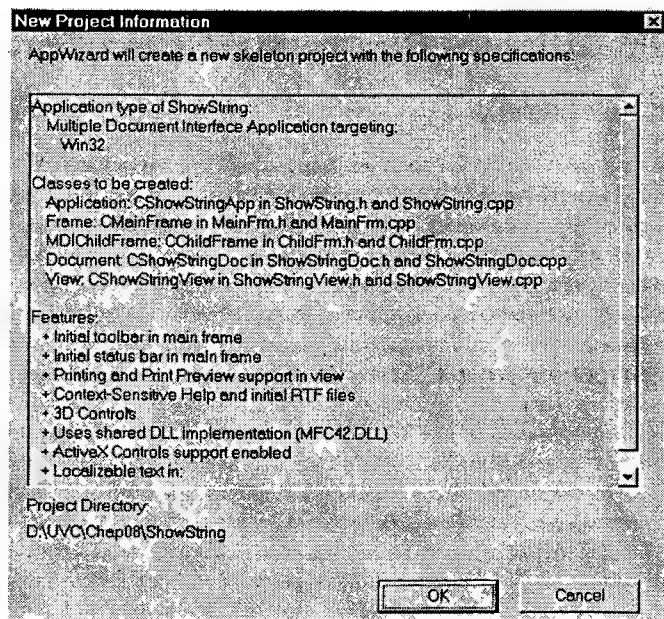 New Project Information
AppWizard will create a new skeleton project with the following specifications:
Application type of ShowString:
Multiple Document Interface Application targeting:
Win32
Classes to be created:
Application: CShowStringApp in ShowString.h and ShowString.cpp
Frame: CMainFrame in MainFrm.h and MainFrm.cpp
MDIChildFrame: CChildFrame in ChildFrm.h and ChildFrm.cpp
Document: CShowStringDoc in ShowStringDoc.h and ShowStringDoc.cpp
View: CShowStringView in ShowStringView.h and ShowStringView.cpp
Features:
+ Initial toolbar in main frame
+ Initial status bar in main frame
+ Printing and Print Preview support in view
+ Context-Sensitive Help and initial RTF files
+ 3D Controls
+ Uses shared DLL implementation (MFC42.DLL)
+ ActiveX Controls support enabled
+ Localizable text in:
Project Directory:
D:\UVC\Chap08\ShowString
OK
Cancel